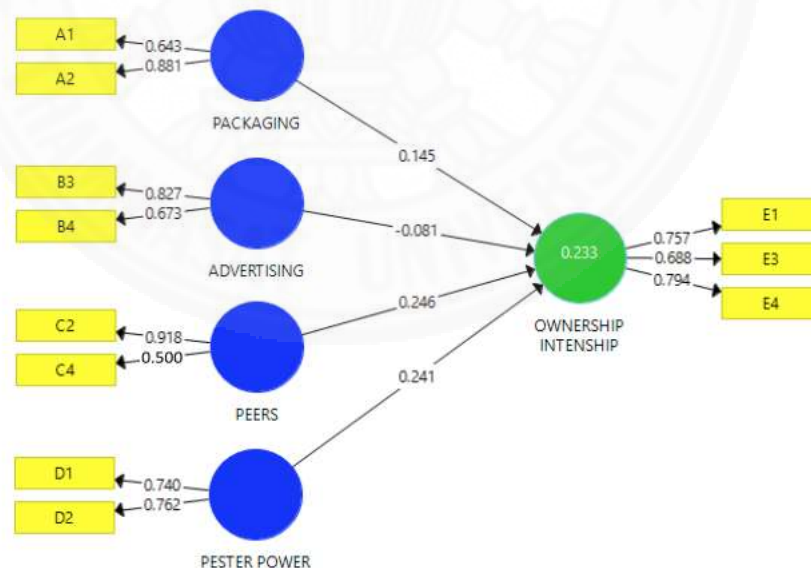 A1
0.643
0.881
A2
PACKAGING
0.145
B3
0.827
0.673
B4
ADVERTISING
-0.081
C2
0.918
0.500
C4
PEERS
0.246
D1
0.740
0.762
D2
PESTER POWER
0.241
0.233
OWNERSHIP
INTENSHIP
0.757
0.688
0.794
E1
E3
E4